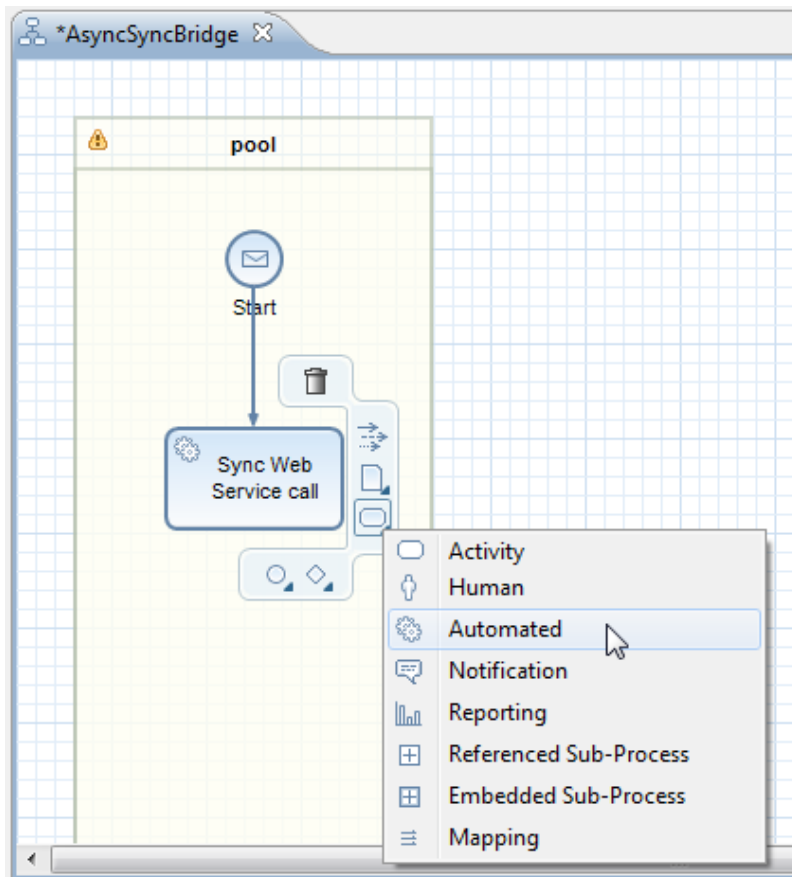 *AsyncSyncBridge
pool
Start
Sync Web
Service call
Activity
Human
Automated
Notification
Reporting
Referenced Sub-Process
Embedded Sub-Process
Mapping